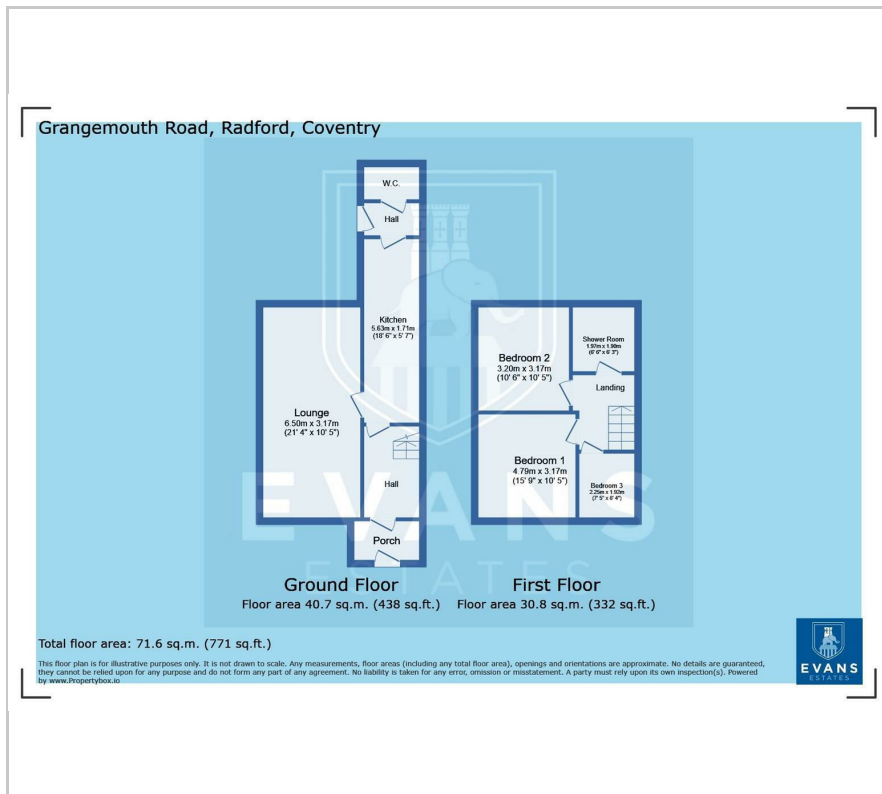 Grangemouth Road, Radford, Coventry
W.C.
Hall
Kitchen
5.63m x 1.71m
(18' 6" x 5' 7")
Lounge
6.50m x 3.17m
(21' 4" x 10' 5")
Hall
Porch
Bedroom 2
3.20m x 3.17m
(10' 6" x 10' 5")
Shower Room
1.97m x 1.90m
(6' 6" x 6' 3")
Landing
Bedroom 1
4.79m x 3.17m
(15' 9" x 10' 5")
Bedroom 3
2.25m x 1.92m
(7' 5" x 6' 4")
EVANS
ESTATES
Ground Floor
Floor area 40.7 sq.m. (438 sq.ft.)
First Floor
Floor area 30.8 sq.m. (332 sq.ft.)
Total floor area: 71.6 sq.m. (771 sq.ft.)
This floor plan is for illustrative purposes only. It is not drawn to scale. Any measurements, floor areas (including any total floor area), openings and orientations are approximate. No details are guaranteed,
they cannot be relied upon for any purpose and do not form any part of any agreement. No liability is taken for any error, omission or misstatement. A party must rely upon its own inspection(s). Powered
by www.Propertybox.io
EVANS
ESTATES